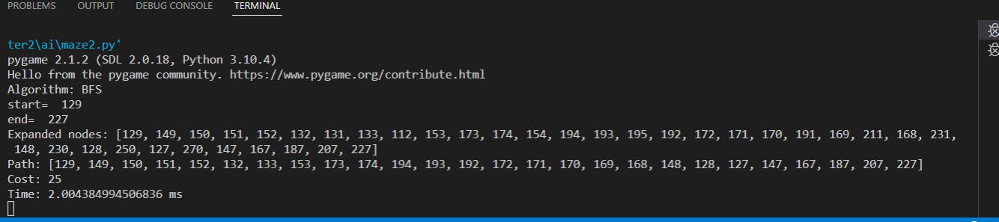 PROBLEMS OUTPUT DEBUG CONSOLE TERMINAL
ter2\ai\maze2.py'
pygame 2.1.2 (SDL 2.0.18, Python 3.10.4)
Hello from the pygame community. https://www.pygame.org/contribute.html
Algorithm: BFS
start=  129
end=  227
Expanded nodes: [129, 149, 150, 151, 152, 132, 131, 133, 112, 153, 173, 174, 154, 194, 193, 195, 192, 172, 171, 170, 191, 169, 211, 168, 231,
148, 230, 128, 250, 127, 270, 147, 167, 187, 207, 227]
Path: [129, 149, 150, 151, 152, 132, 133, 153, 173, 174, 194, 193, 192, 172, 171, 170, 169, 168, 148, 128, 127, 147, 167, 187, 207, 227]
Cost: 25
Time: 2.004384994506836 ms